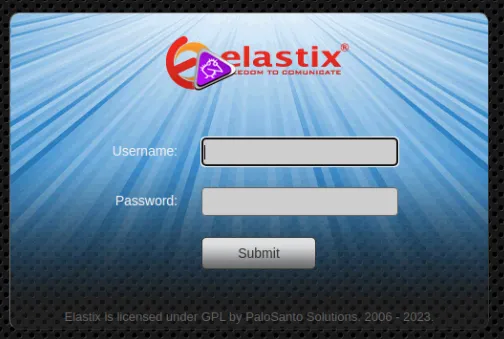 elastix®
EDOM TO COMUNICATE
Username:
Password:
Submit
Elastix is licensed under GPL by PaloSanto Solutions. 2006 - 2023.